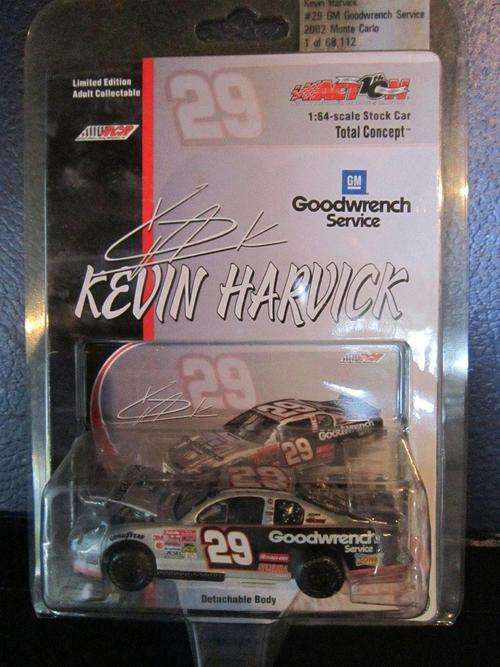 Kevin Harvick
#29 GM Goodwrench Service
2002 Monte Carlo
1 of 68,112
Limited Edition
Adult Collectable
29
ACTION
1:64-scale Stock Car
Total Concept™
GM
Goodwrench
Service
KEVIN HARVICK
29
29
Goodwrench
29
Goodwrench
Service
GOODYEAR
Detachable Body